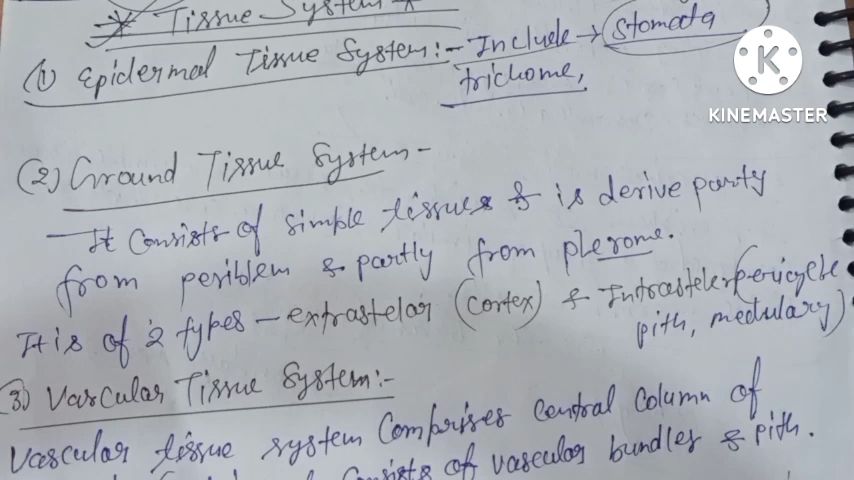 * Tissue System *
(1) Epidermal Tissue System:- Include → Stomata
trichome,
K
KINEMASTER
(2) Ground Tissue System-
- It Consists of simple tissues & is derive party
from periblem & partly from plerome.
It is of 2 types - extrastelar (cortex) & Intrastelar (pericycle
pith, medulary)
(3) Vascular Tissue System:-
Vascular tissue system Comprises central column of
consists of vascular bundles & pith.